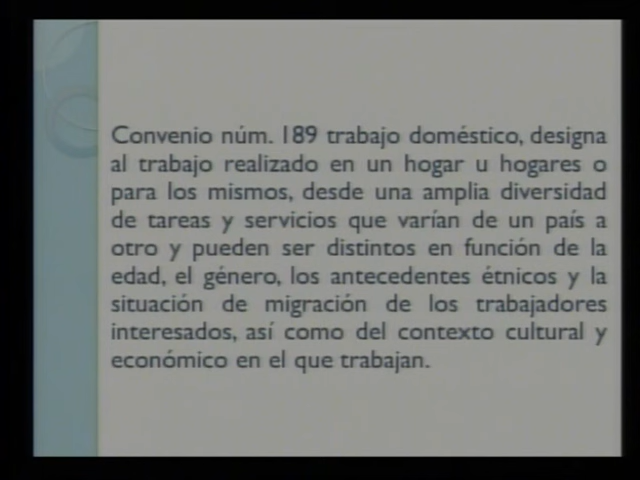 Convenio núm. 189 trabajo doméstico, designa
al trabajo realizado en un hogar u hogares o
para los mismos, desde una amplia diversidad
de tareas y servicios que varían de un país a
otro y pueden ser distintos en función de la
edad, el género, los antecedentes étnicos y la
situación de migración de los trabajadores
interesados, así como del contexto cultural y
económico en el que trabajan.